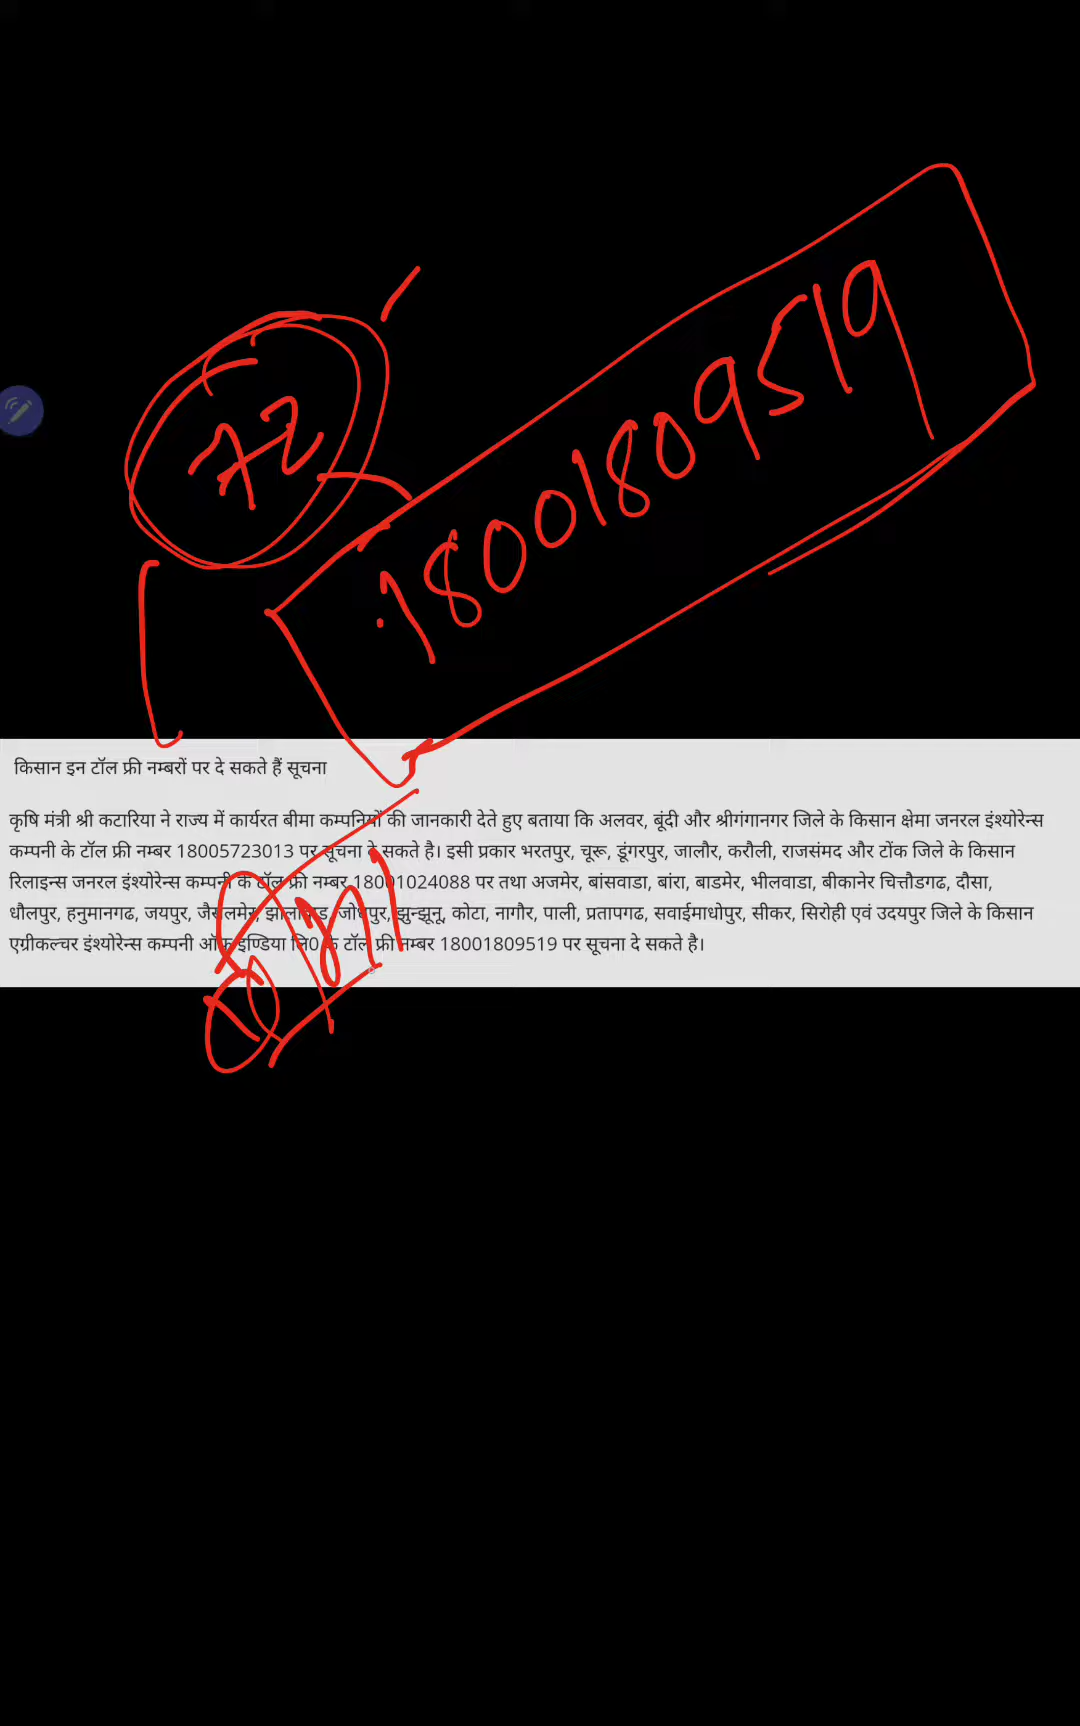 72
18001809519
किसान इन टॉल फ्री नम्बरों पर दे सकते हैं सूचना
कृषि मंत्री श्री कटारिया ने राज्य में कार्यरत बीमा कम्पनियों की जानकारी देते हुए बताया कि अलवर, बूंदी और श्रीगंगानगर जिले के किसान क्षेमा जनरल इंश्योरेन्स
कम्पनी के टॉल फ्री नम्बर 18005723013 पर सूचना दे सकते है। इसी प्रकार भरतपुर, चूरू, डूंगरपुर, जालौर, करौली, राजसंमद और टोंक जिले के किसान
रिलाइन्स जनरल इंश्योरेन्स कम्पनी के टॉल फ्री नम्बर 18001024088 पर तथा अजमेर, बांसवाडा, बांरा, बाडमेर, भीलवाडा, बीकानेर चित्तौडगढ, दौसा,
धौलपुर, हनुमानगढ, जयपुर, जैसलमेर, झालावाड, जोधपुर, झुन्झूनू, कोटा, नागौर, पाली, प्रतापगढ, सवाईमाधोपुर, सीकर, सिरोही एवं उदयपुर जिले के किसान
एग्रीकल्चर इंश्योरेन्स कम्पनी ऑफ इण्डिया लि0 के टॉल फ्री नम्बर 18001809519 पर सूचना दे सकते है।